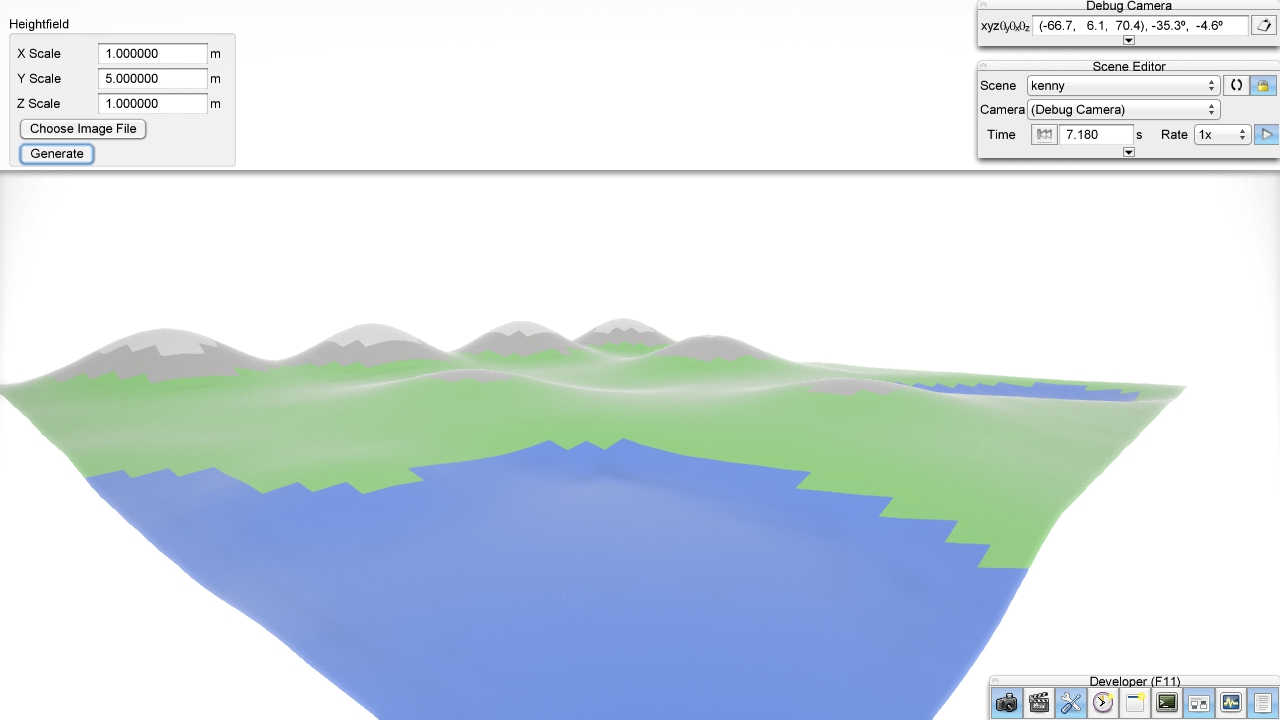 Heightfield
X Scale 1.000000 m
Y Scale 5.000000 m
Z Scale 1.000000 m
Choose Image File
Generate
Debug Camera
(-66.7, 6.1, 70.4), -35.3º, -4.6º
Scene Editor
Scene kenny
Camera (Debug Camera)
Time 7.180 s Rate 1x
Developer (F11)